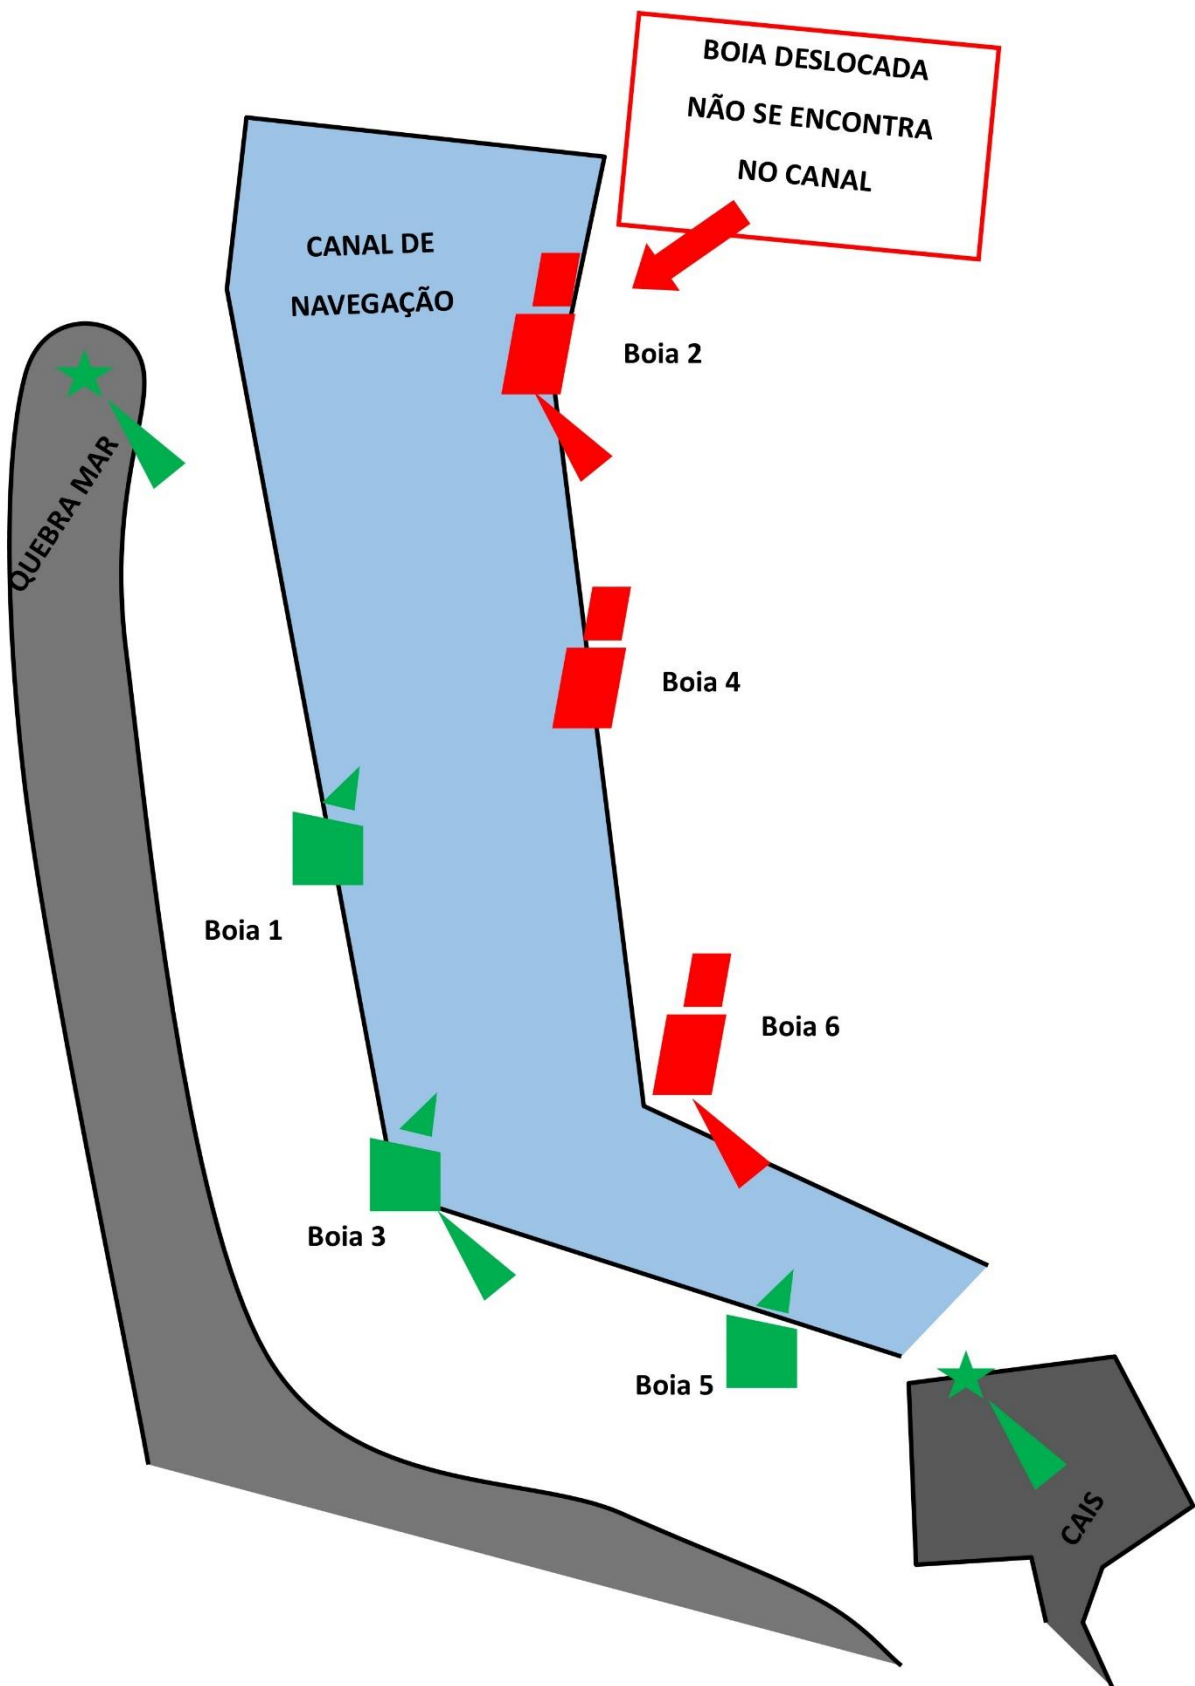 BOIA DESLOCADA
NÃO SE ENCONTRA
NO CANAL
CANAL DE
NAVEGAÇÃO
Boia 2
QUEBRA MAR
Boia 4
Boia 1
Boia 6
Boia 3
Boia 5
CAIS